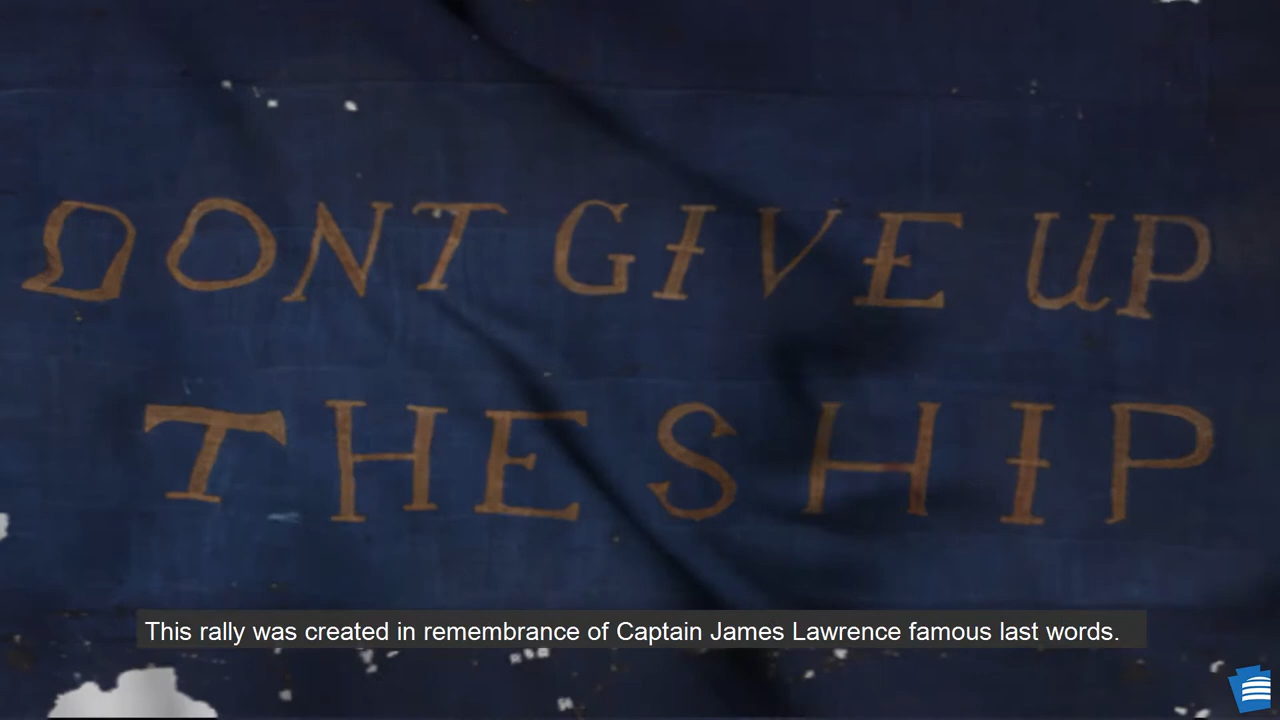 DONT GIVE UP
THE SHIP
This rally was created in remembrance of Captain James Lawrence famous last words.